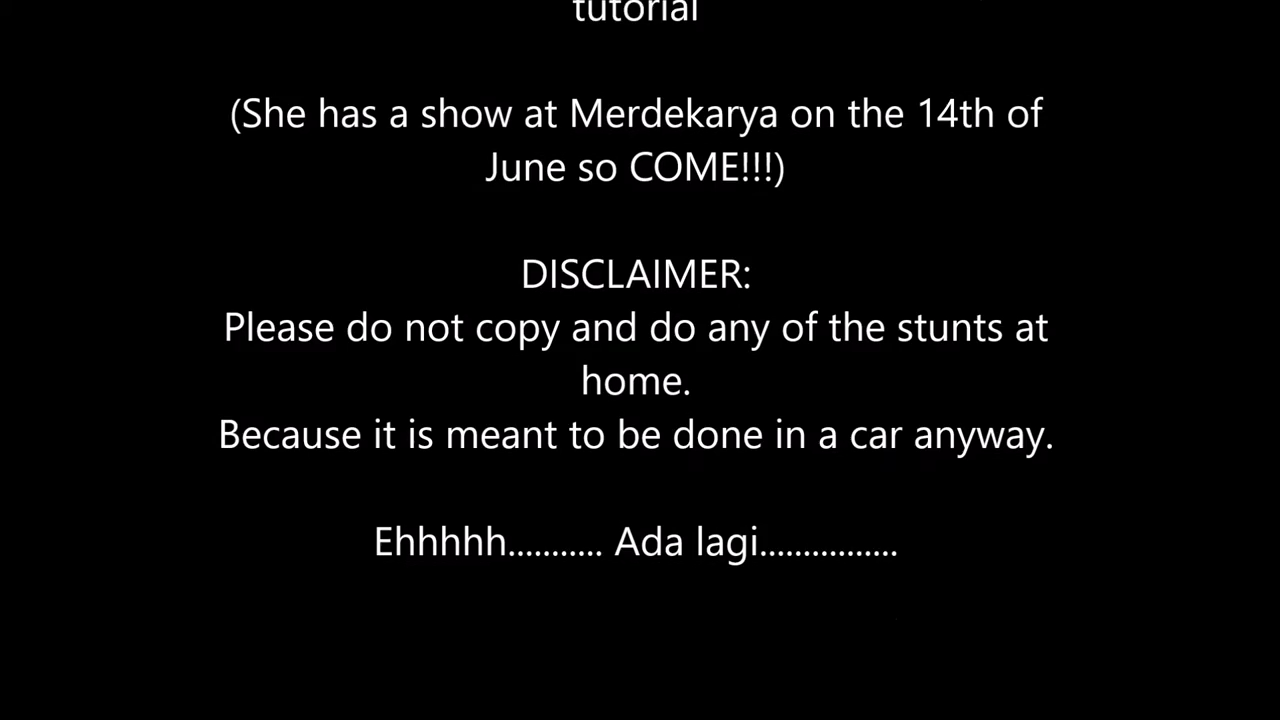 tutorial
(She has a show at Merdekarya on the 14th of
June so COME!!!)
DISCLAIMER:
Please do not copy and do any of the stunts at
home.
Because it is meant to be done in a car anyway.
Ehhhhh........... Ada lagi................